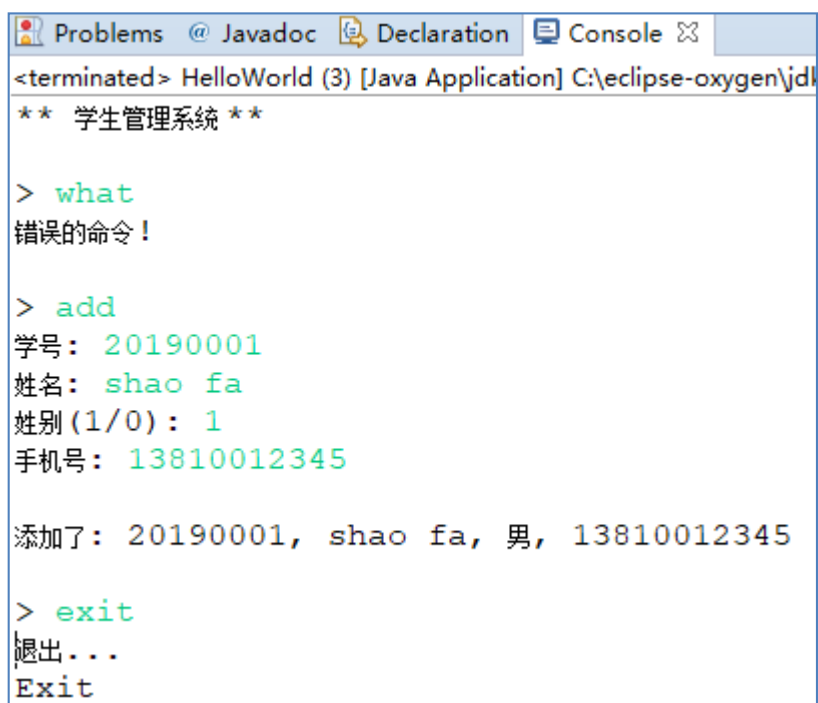 Problems @ Javadoc Declaration Console
<terminated> HelloWorld (3) [Java Application] C:\eclipse-oxygen\jd
** 学生管理系统 **
> what
错误的命令!
> add
学号: 20190001
姓名: shao fa
姓别(1/0): 1
手机号: 13810012345
添加了: 20190001, shao fa, 男, 13810012345
> exit
退出...
Exit